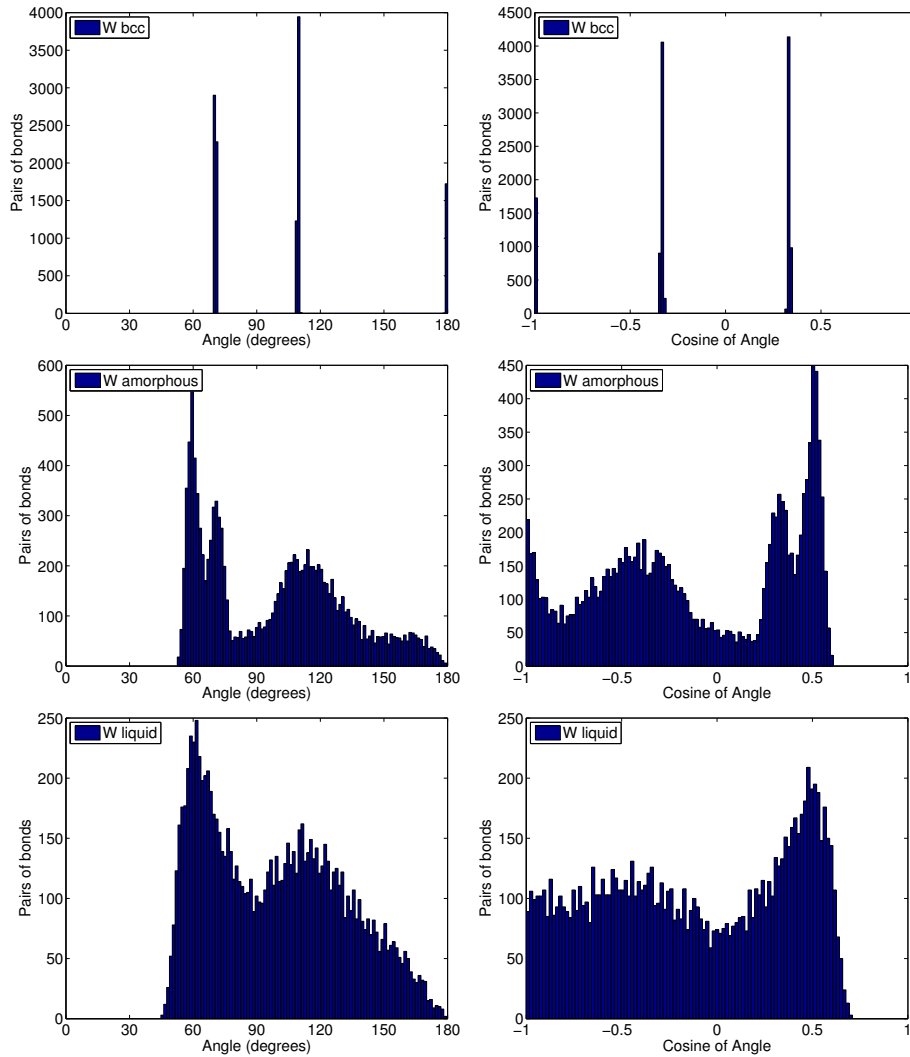 W bcc
4000
3500
3000
2500
2000
1500
1000
500
0
Pairs of bonds
0 30 60 90 120 150 180
Angle (degrees)
W bcc
4500
4000
3500
3000
2500
2000
1500
1000
500
0
Pairs of bonds
−1 −0.5 0 0.5
Cosine of Angle
W amorphous
600
500
400
300
200
100
0
Pairs of bonds
0 30 60 90 120 150 180
Angle (degrees)
W amorphous
450
400
350
300
250
200
150
100
50
0
Pairs of bonds
−1 −0.5 0 0.5 1
Cosine of Angle
W liquid
250
200
150
100
50
0
Pairs of bonds
0 30 60 90 120 150 180
Angle (degrees)
W liquid
250
200
150
100
50
0
Pairs of bonds
−1 −0.5 0 0.5 1
Cosine of Angle